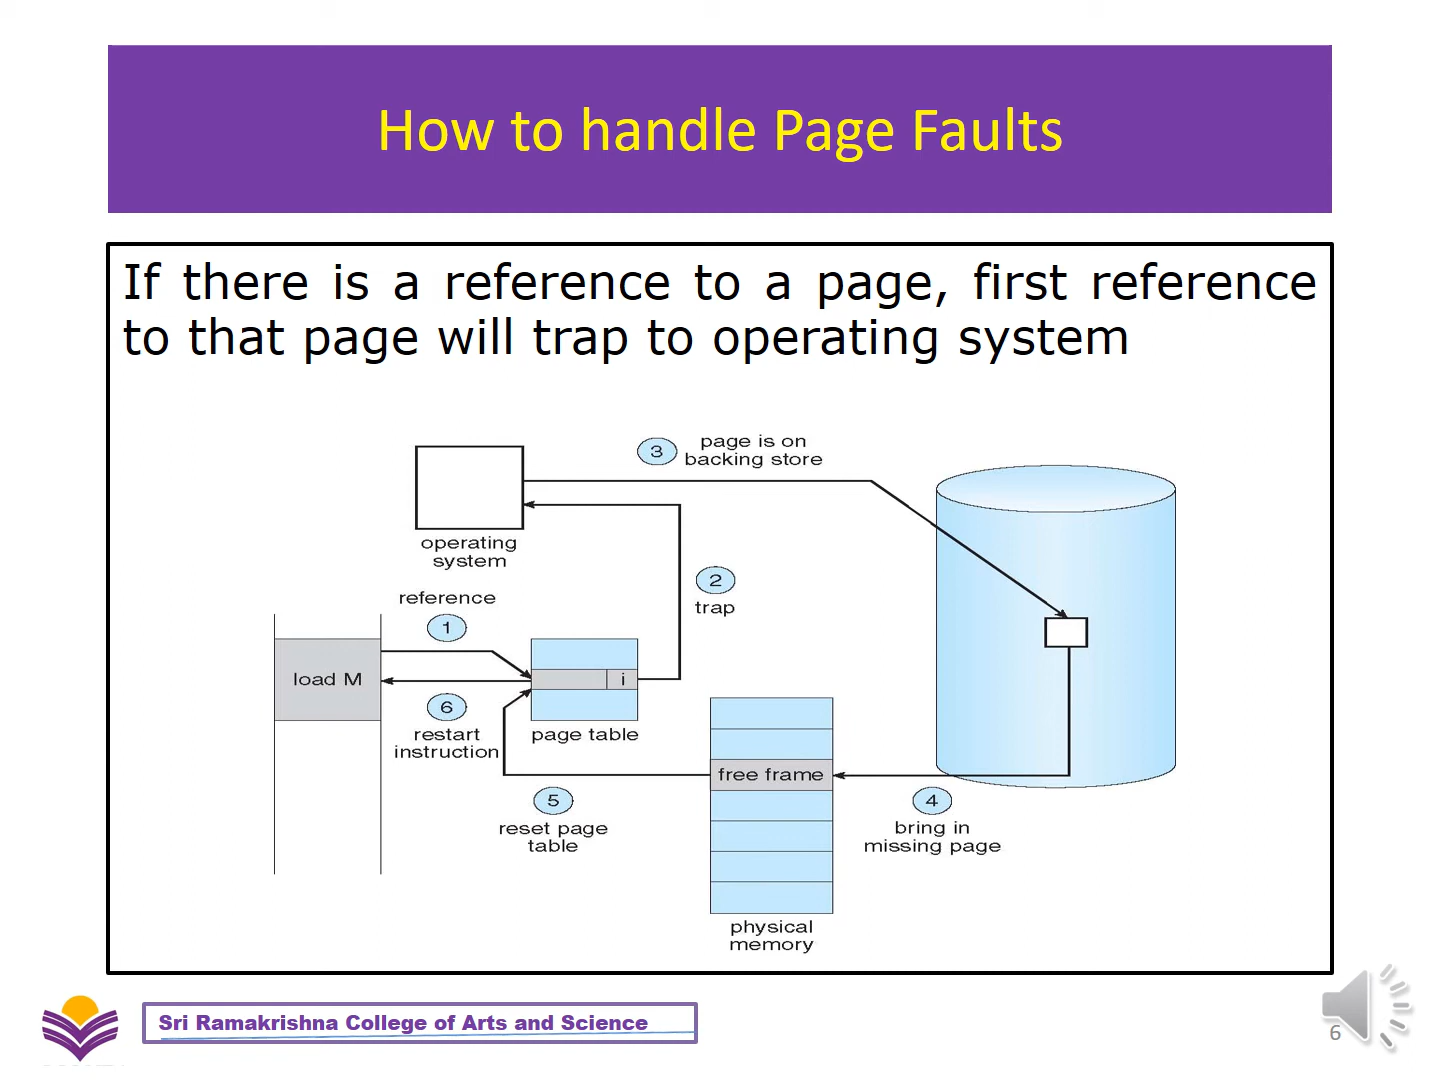 How to handle Page Faults
If there is a reference to a page, first reference
to that page will trap to operating system
3
page is on
backing store
operating
system
2
trap
reference
1
load M
i
6
restart
instruction
page table
free frame
5
reset page
table
4
bring in
missing page
physical
memory
Sri Ramakrishna College of Arts and Science
6